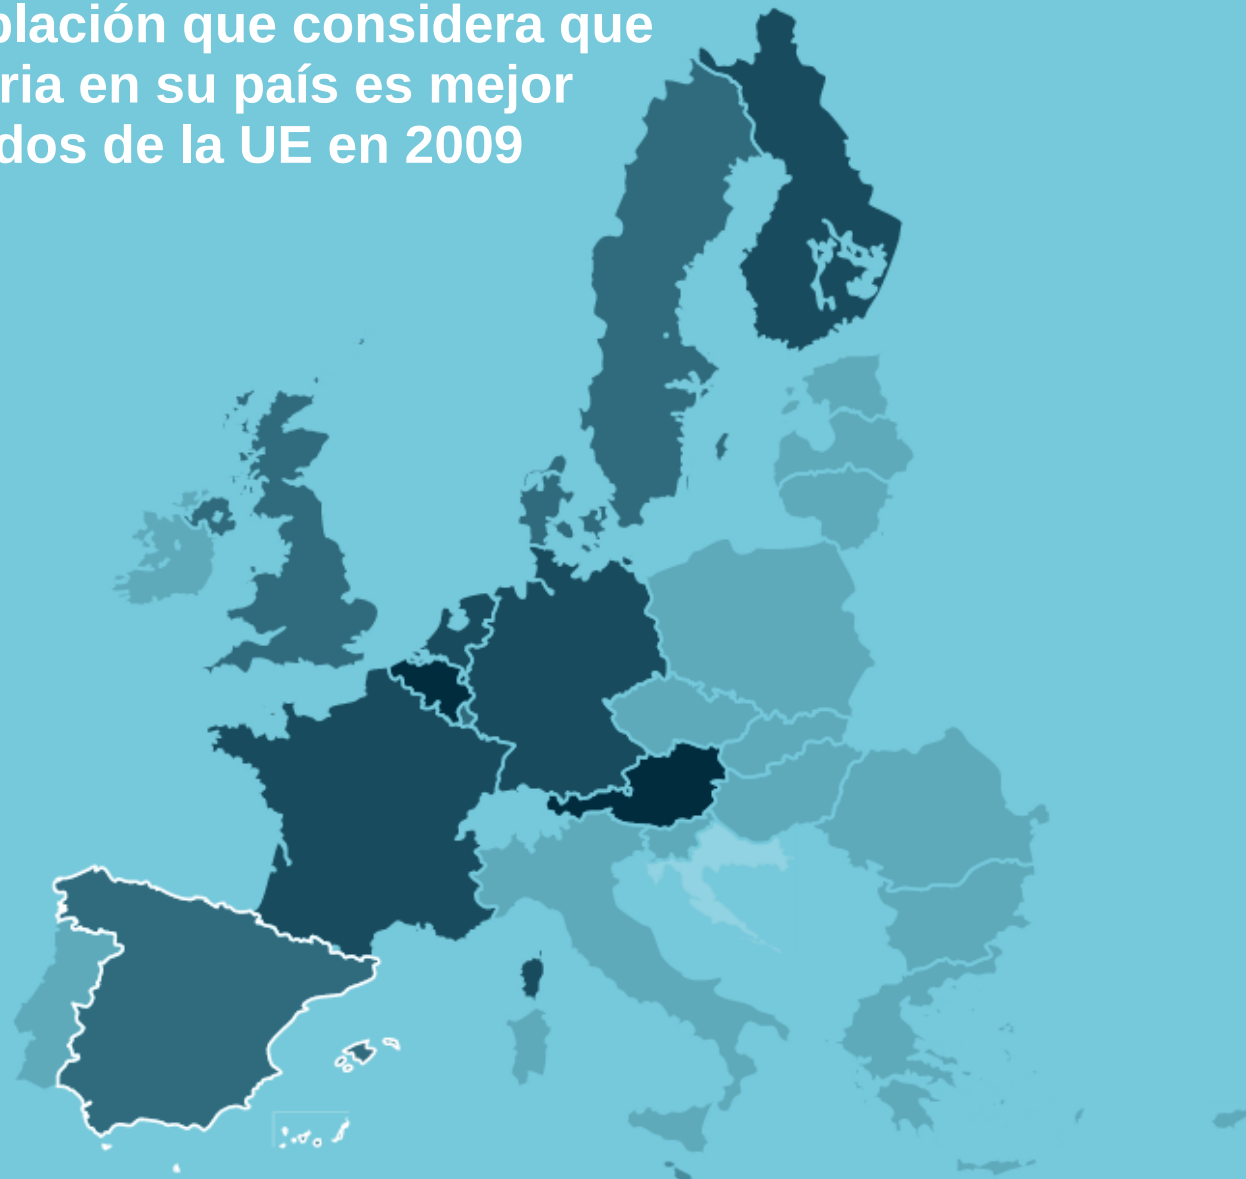 blación que considera que
ria en su país es mejor
dos de la UE en 2009